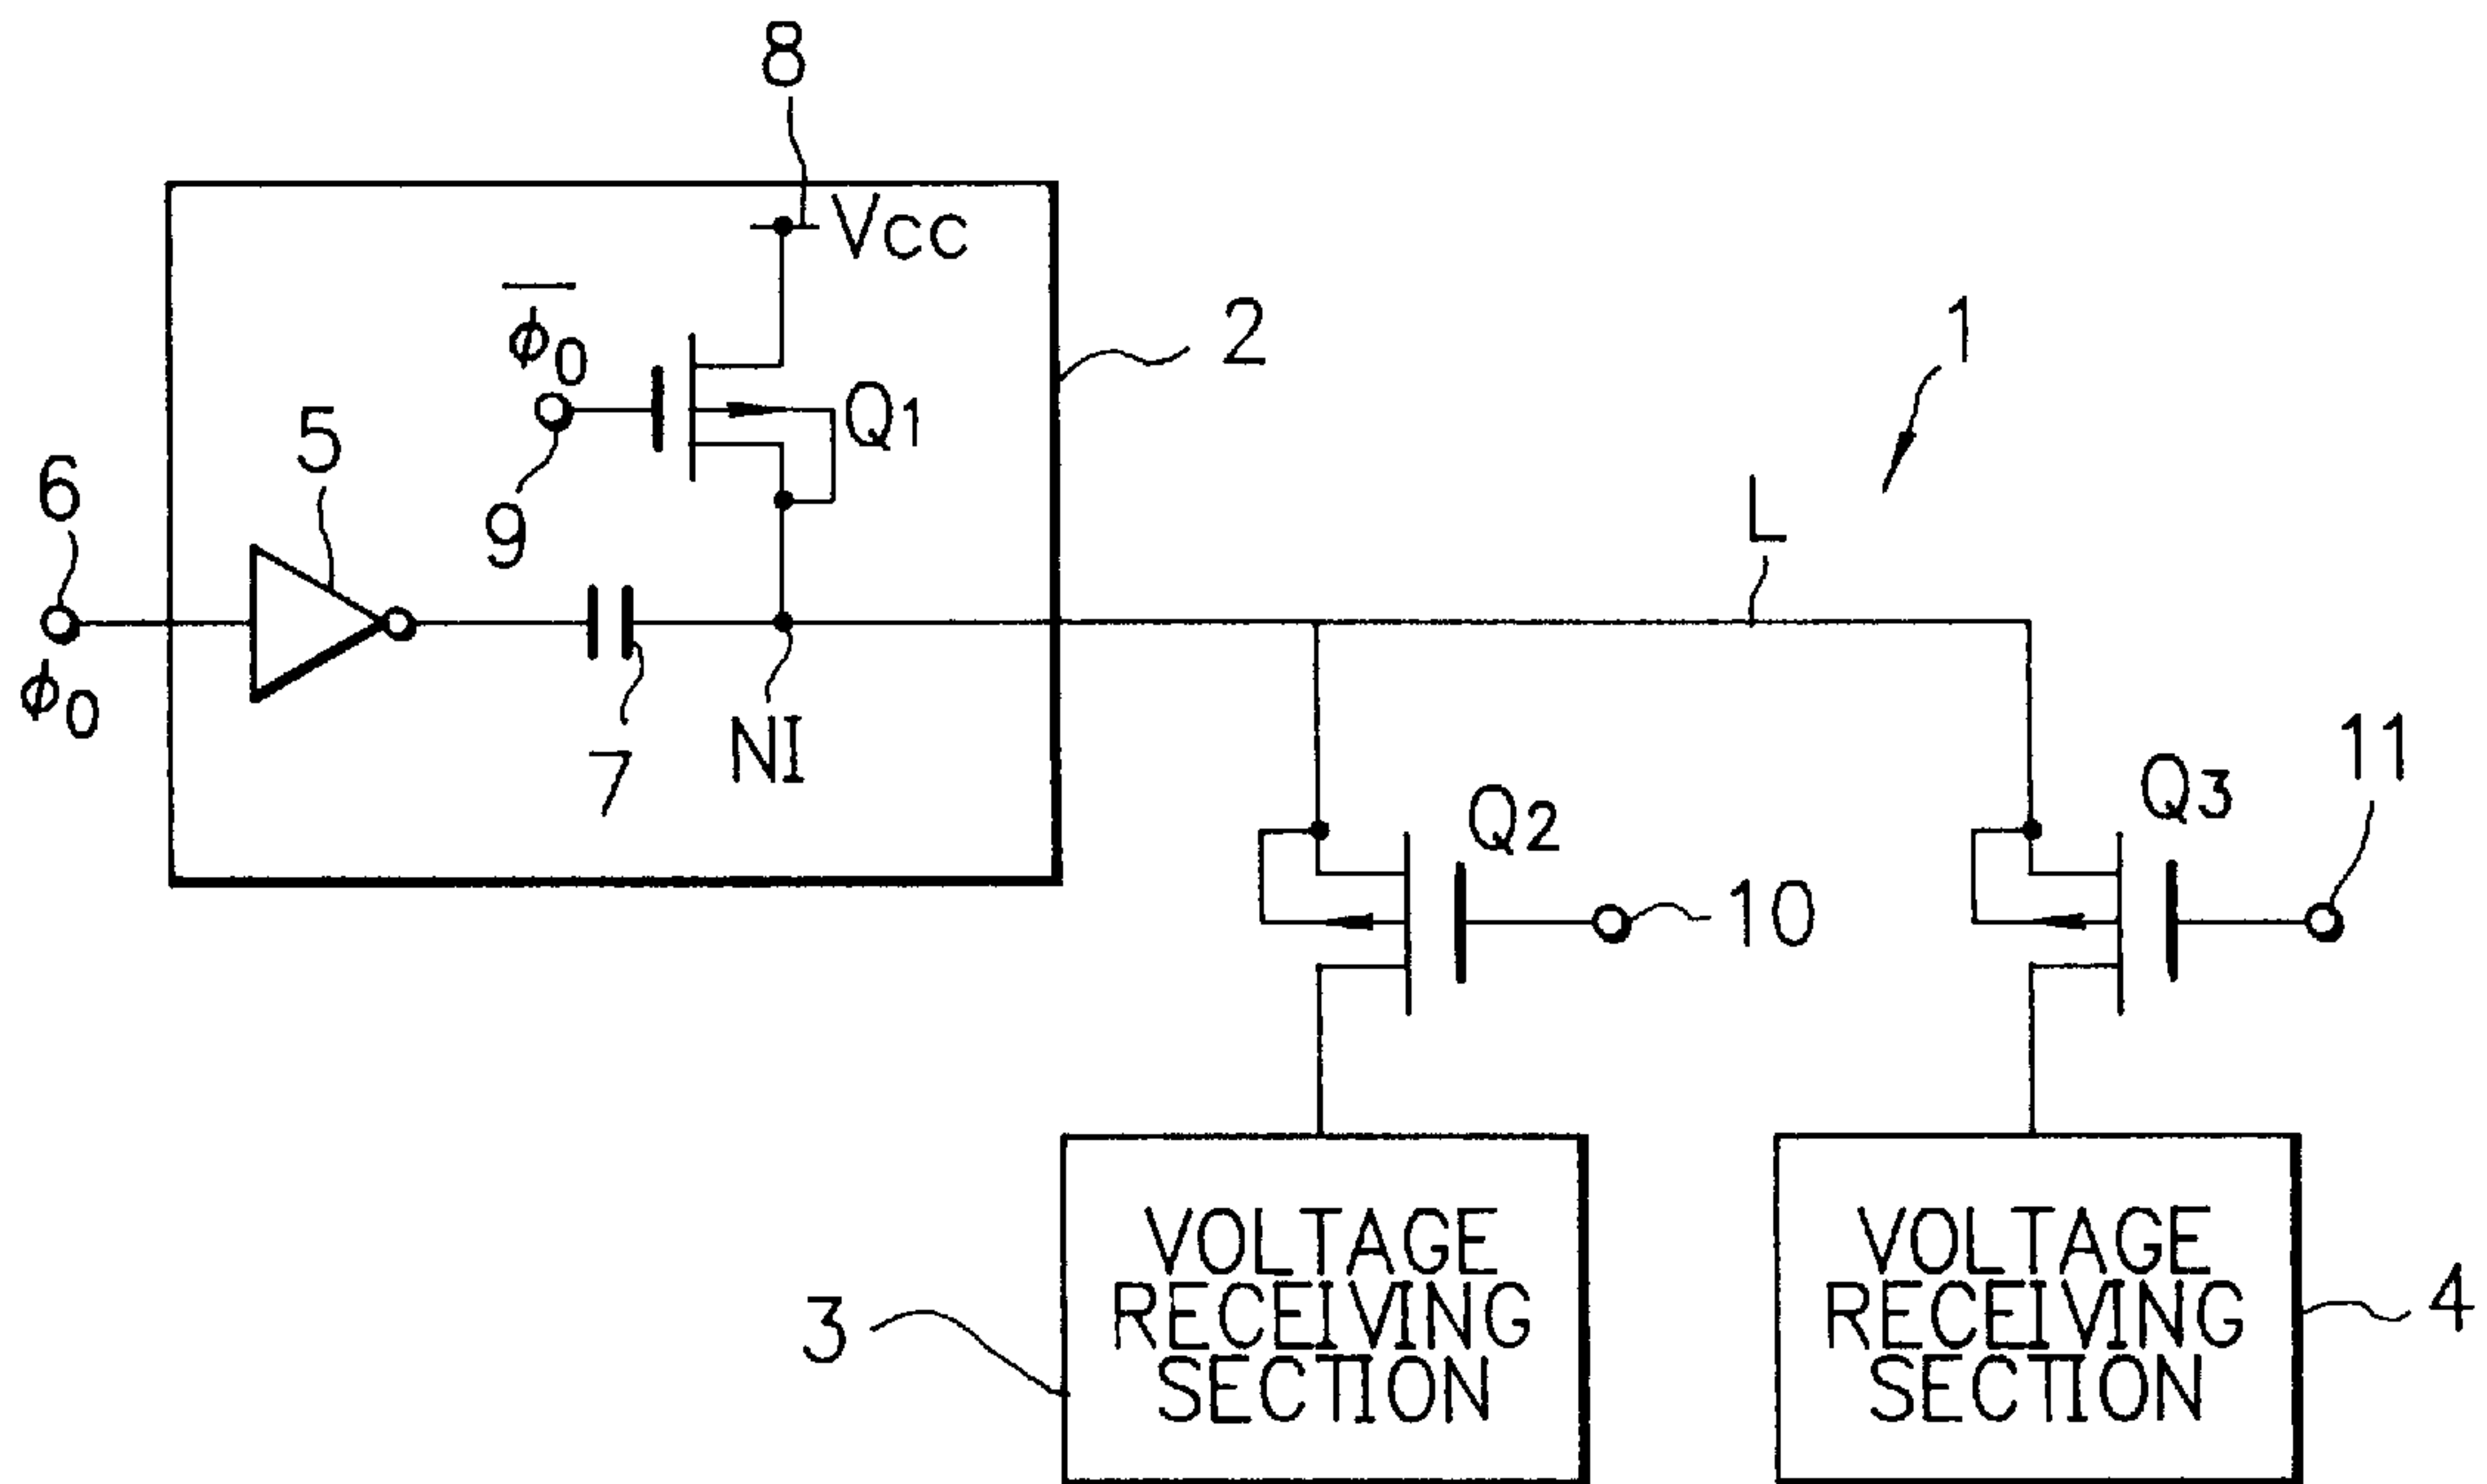 8
Vcc
φ̅0
2
1
Q1
5
6
9
L
φ0
7
NI
Q2
Q3
11
10
VOLTAGE
RECEIVING
SECTION
3
VOLTAGE
RECEIVING
SECTION
4